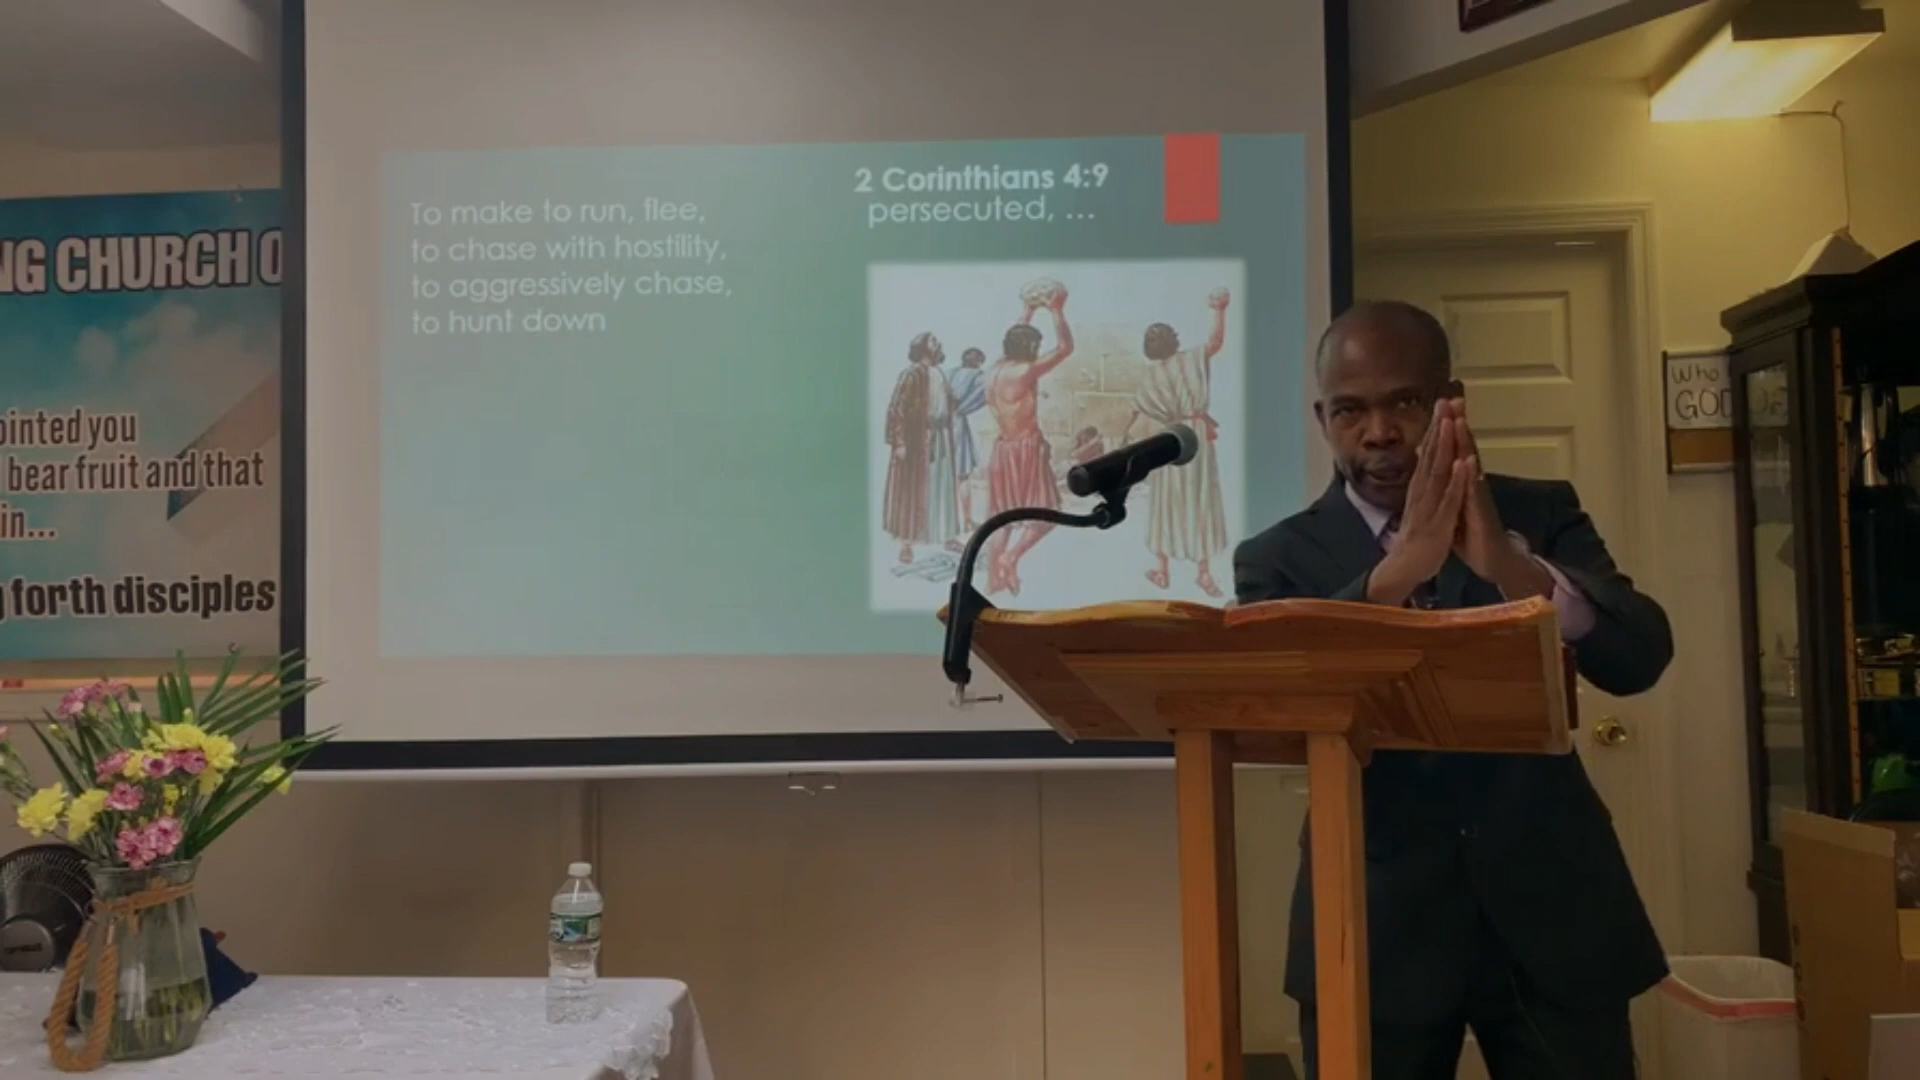 NG CHURCH O
ointed you
bear fruit and that
in...
forth disciples
To make to run, flee,
to chase with hostility,
to aggressively chase,
to hunt down
2 Corinthians 4:9
persecuted, ...
Who
GOD